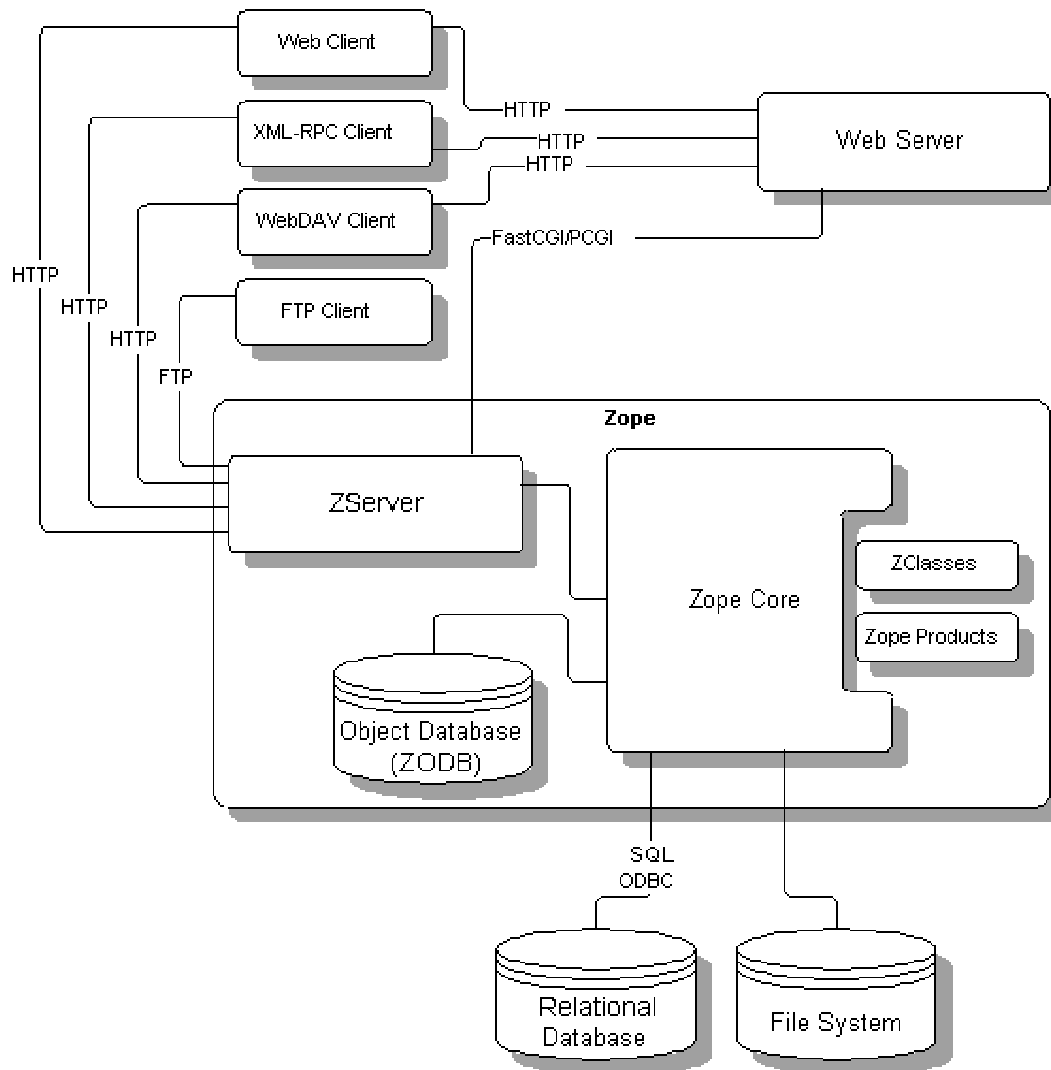 Web Client
HTTP
XML-RPC Client
HTTP
Web Server
HTTP
WebDAV Client
FastCGI/PCGI
HTTP
HTTP
FTP Client
HTTP
FTP
Zope
ZServer
ZClasses
Zope Core
Zope Products
Object Database
(ZODB)
SQL
ODBC
Relational
Database
File System